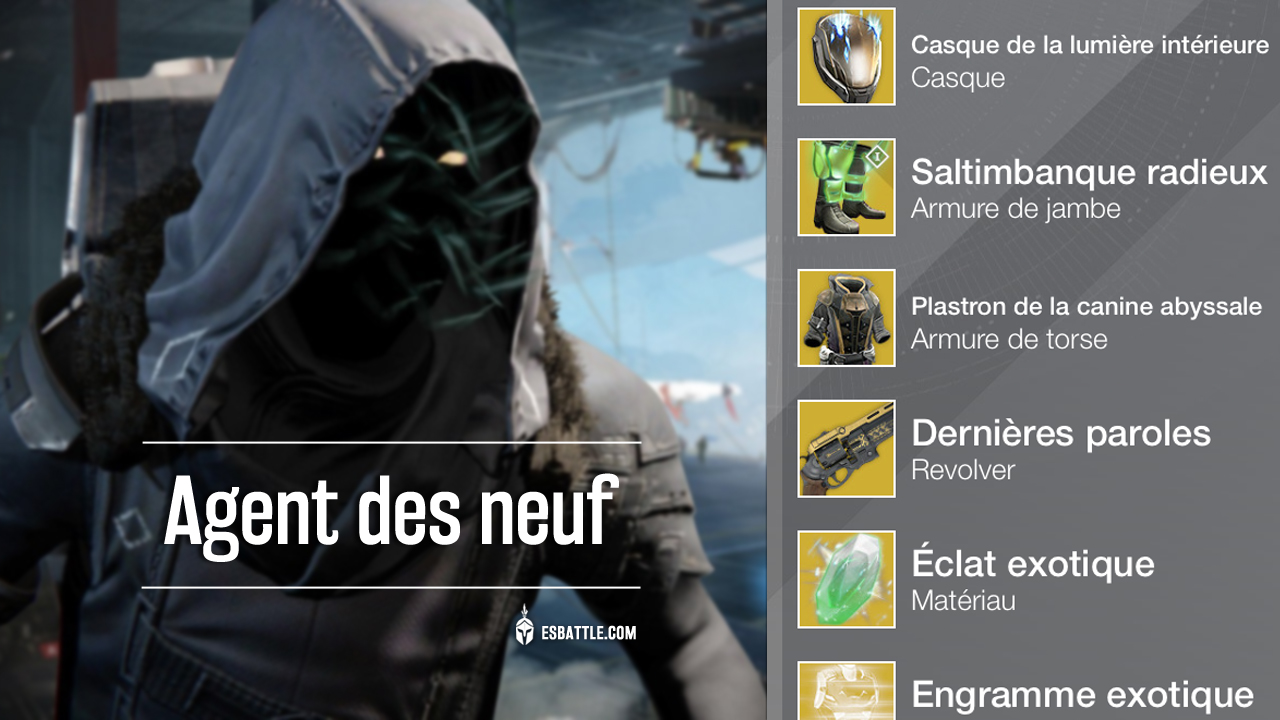 Agent des neuf
ESBATTLE.COM
Casque de la lumière intérieure
Casque
Saltimbanque radieux
Armure de jambe
Plastron de la canine abyssale
Armure de torse
Dernières paroles
Revolver
Éclat exotique
Matériau
Engramme exotique